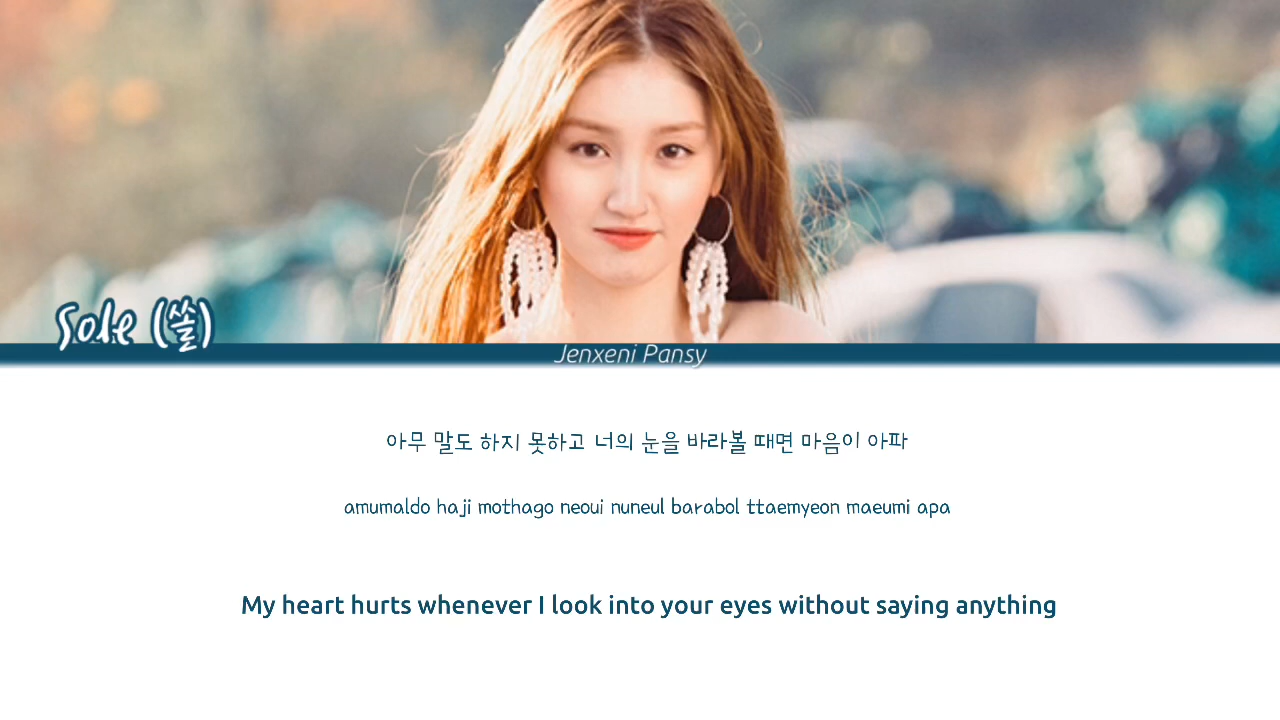 Sole (쏠)
Jenxeni Pansy
아무 말도 하지 못하고 너의 눈을 바라볼 때면 마음이 아파
amumaldo haji mothago neoui nuneul barabol ttaemyeon maeumi apa
My heart hurts whenever I look into your eyes without saying anything